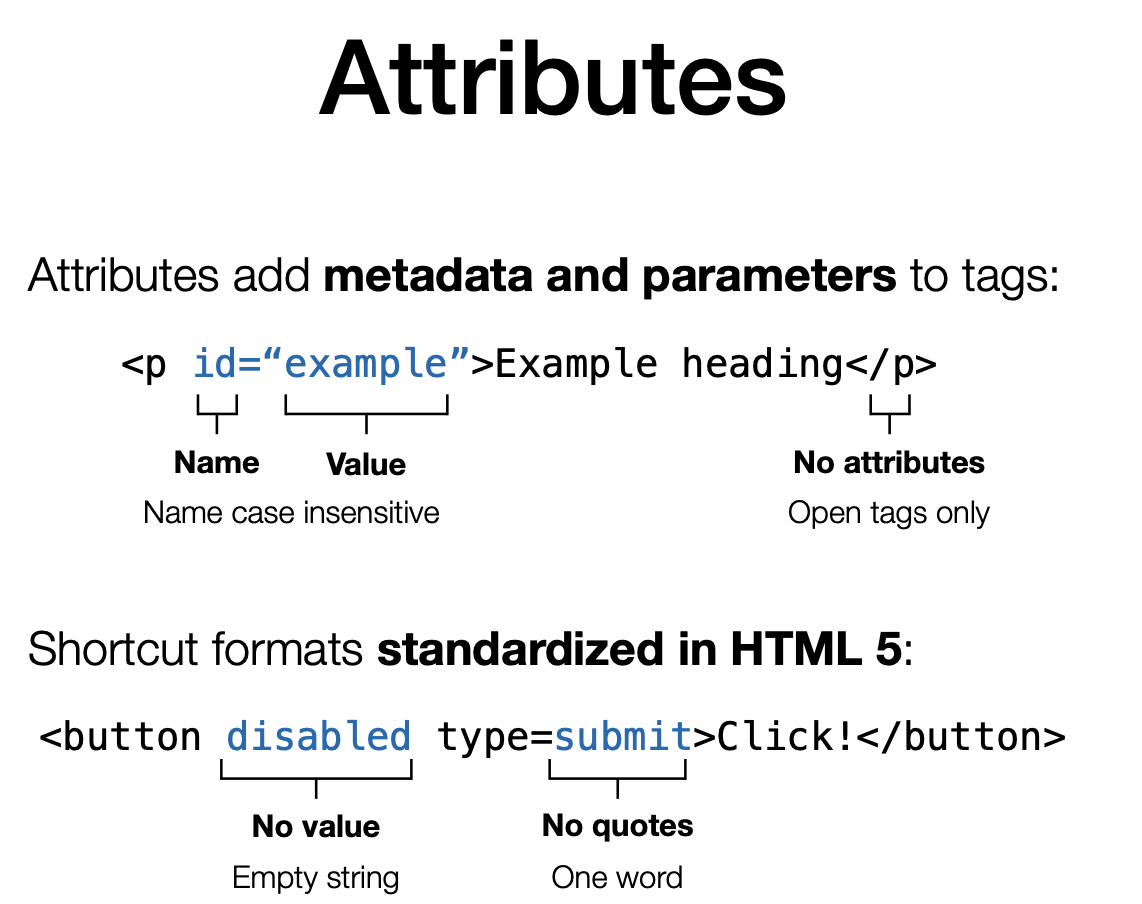 Attributes
Attributes add metadata and parameters to tags:
<p id=“example”>Example heading</p>
Name Value No attributes
Name case insensitive Open tags only
Shortcut formats standardized in HTML 5:
<button disabled type=submit>Click!</button>
No value No quotes
Empty string One word